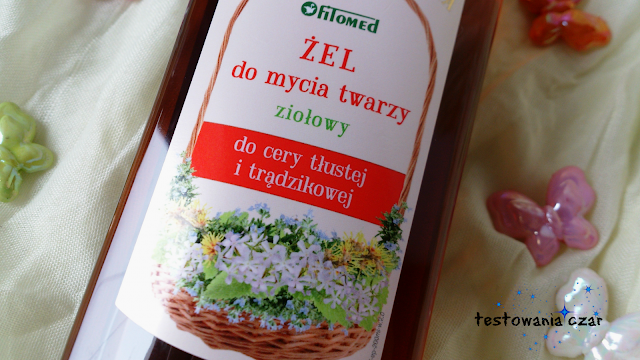 FITOMED
ŻEL
do mycia twarzy
ziołowy
do cery tłustej
i trądzikowej
testowania czar